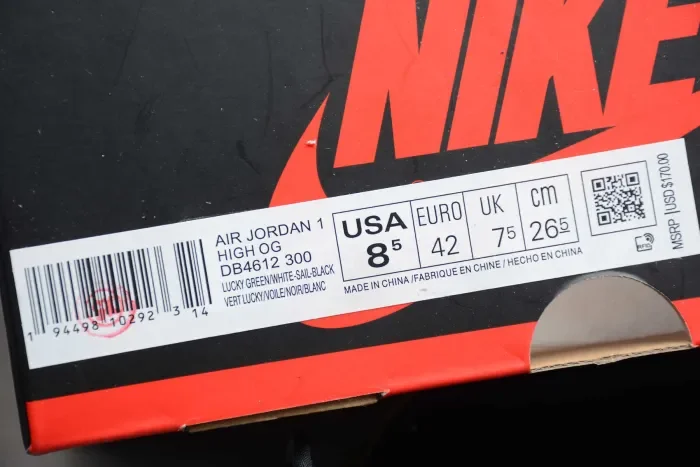 NIKE
AIR JORDAN 1
HIGH OG
DB4612 300
LUCKY GREEN/WHITE-SAIL-BLACK
VERT LUCKY/VOILE/NOIR/BLANC
1 94498 10292 3 14
USA
8⁵
EURO
42
UK
7⁵
cm
26⁵
MADE IN CHINA /FABRIQUE EN CHINE / HECHO EN CHINA
RFID
MSRP |USD $170.00